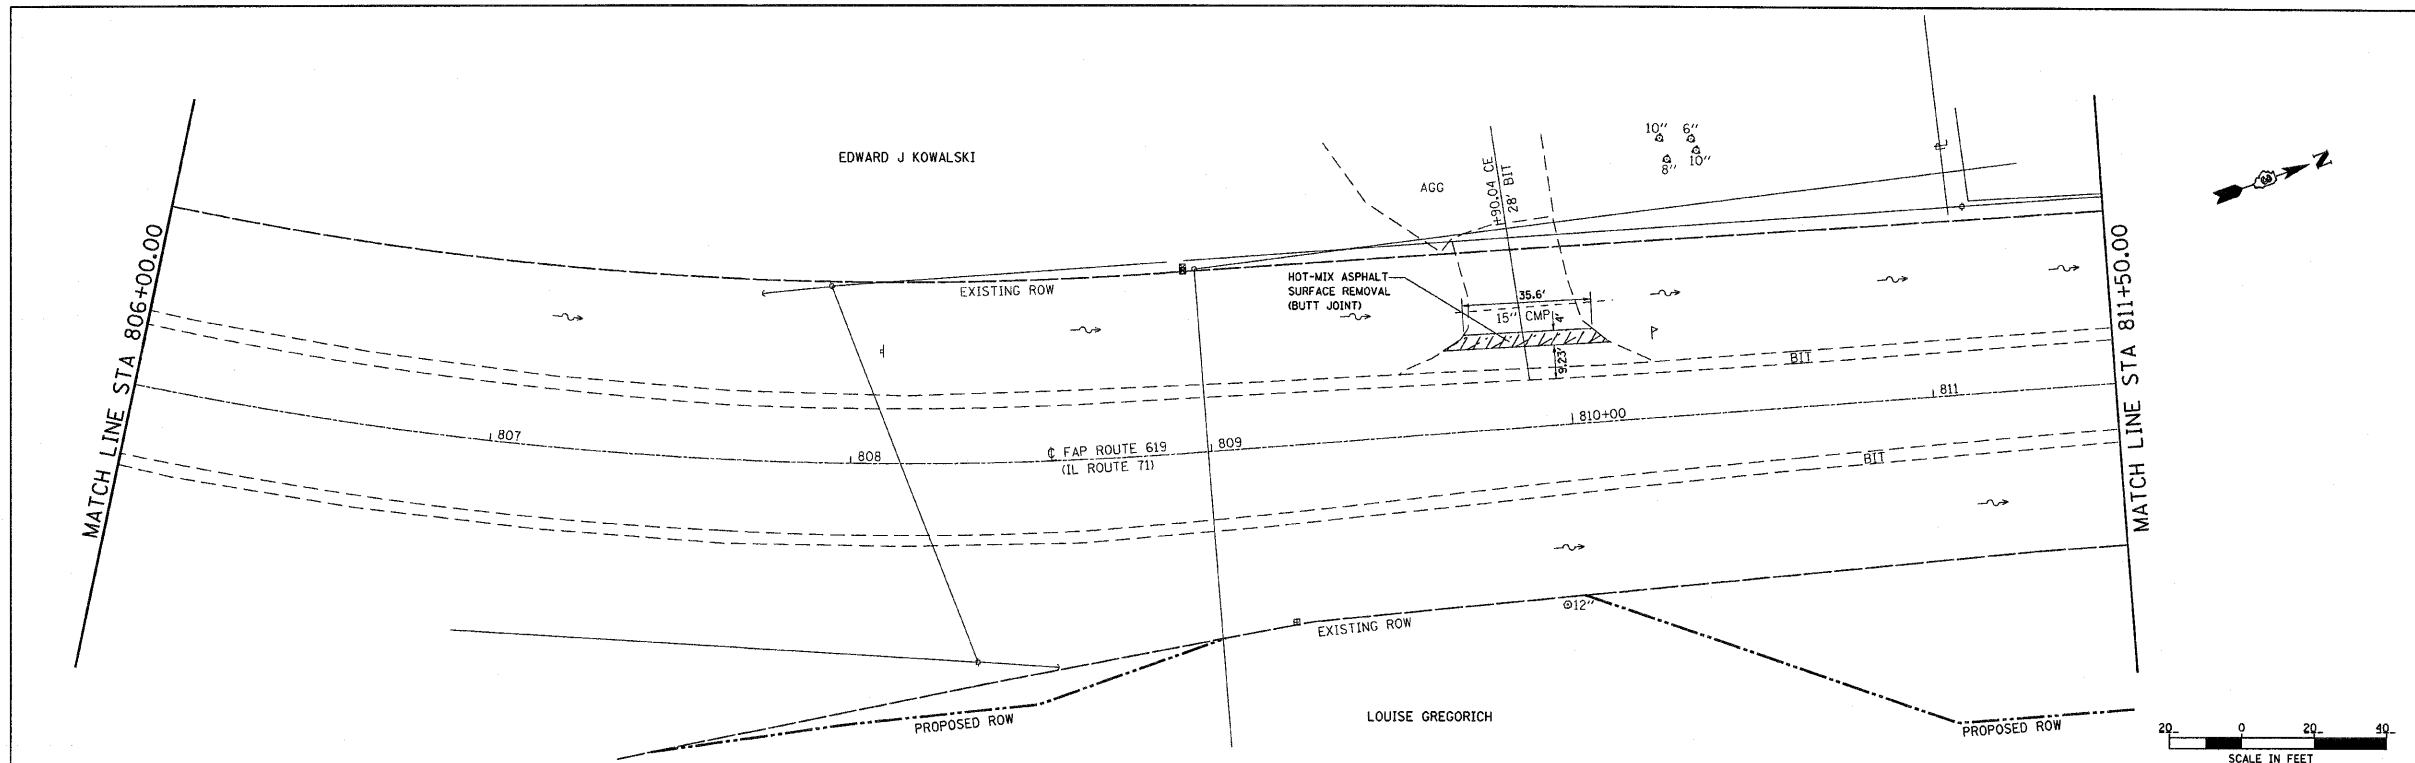 EDWARD J KOWALSKI
AGG
+90.04 CE
28' BIT
10"
6"
8"
10"
N
MATCH LINE STA 806+00.00
MATCH LINE STA 811+50.00
EXISTING ROW
HOT-MIX ASPHALT
SURFACE REMOVAL
(BUTT JOINT)
35.6'
15" CMP
4'
9.23'
P
BIT
807
808
℄ FAP ROUTE 619
(IL ROUTE 71)
809
810+00
811
BIT
12"
EXISTING ROW
PROPOSED ROW
LOUISE GREGORICH
PROPOSED ROW
20 0 20 40
SCALE IN FEET